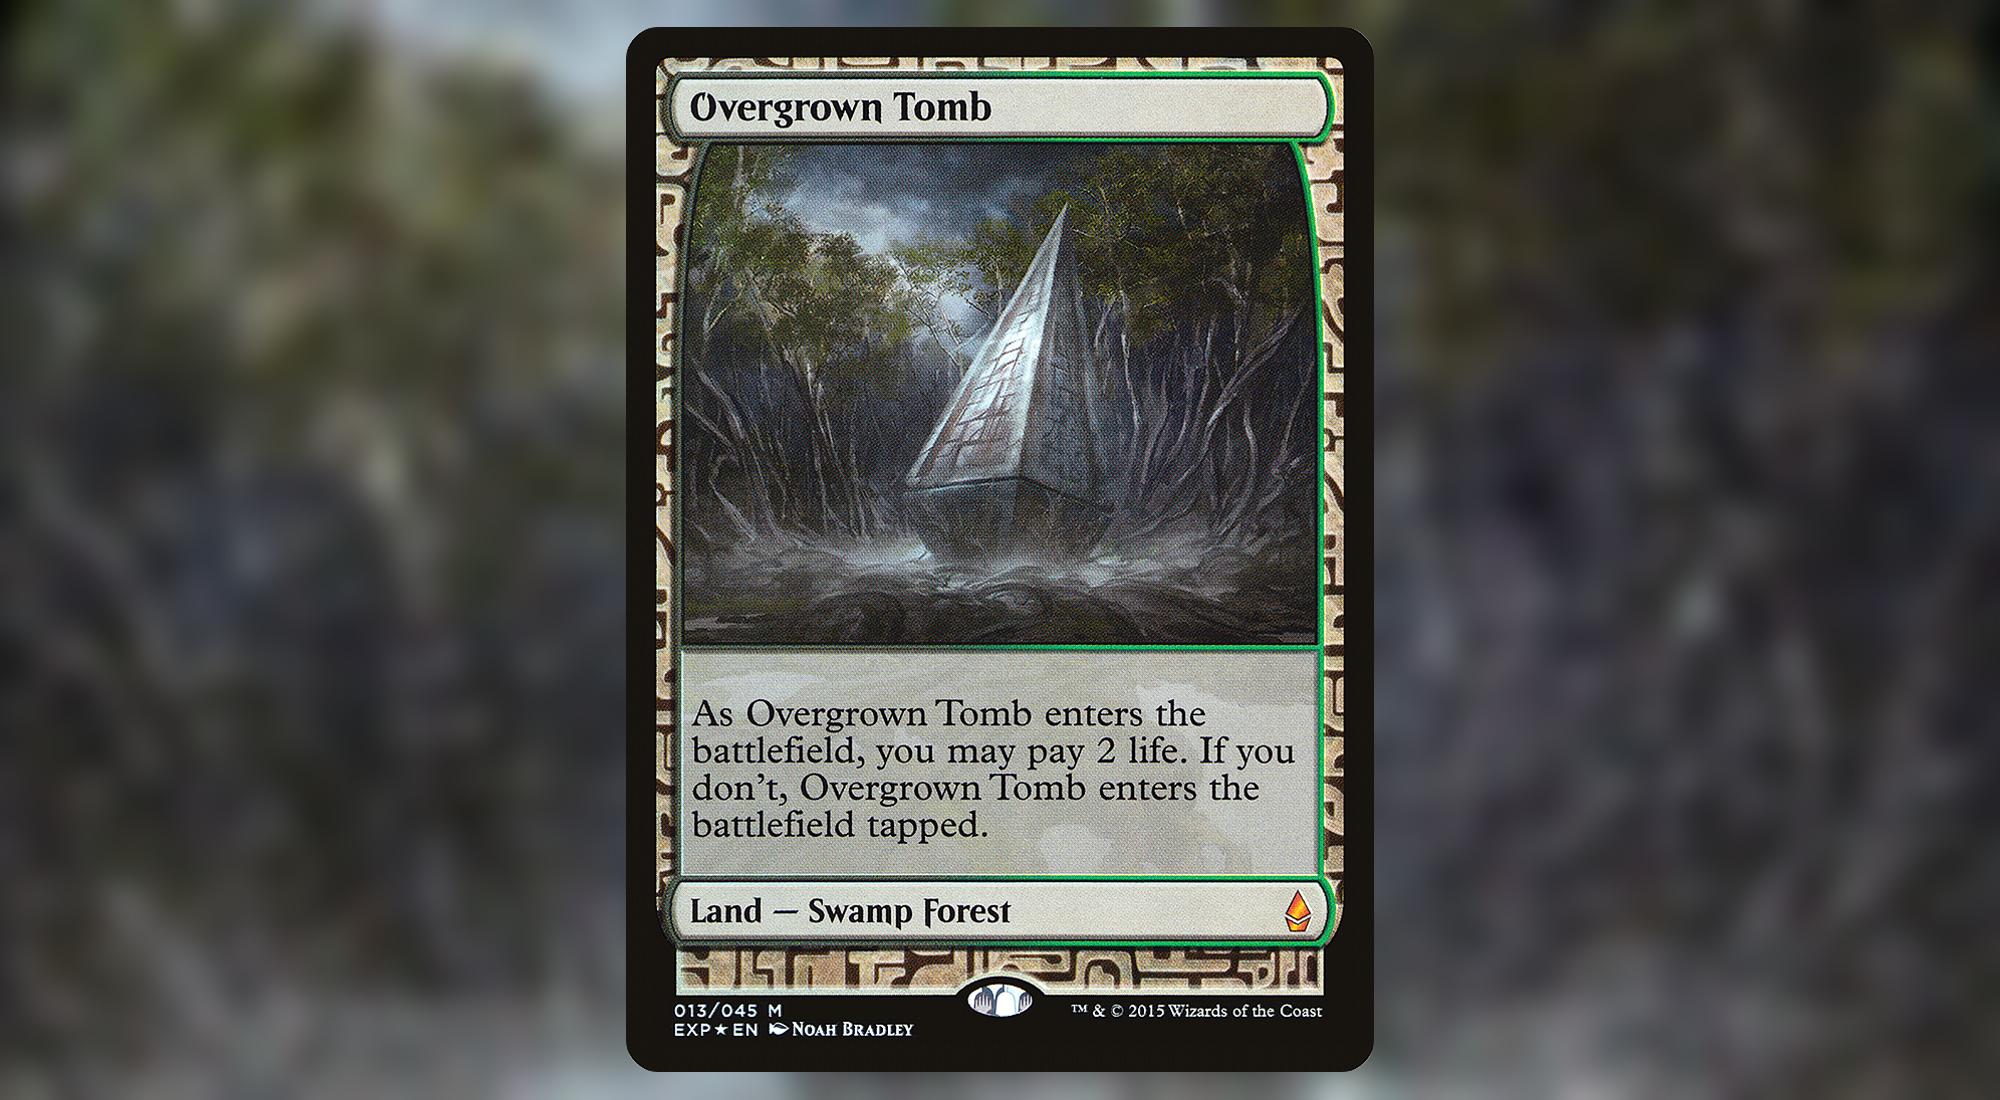 Overgrown Tomb
As Overgrown Tomb enters the
battlefield, you may pay 2 life. If you
don't, Overgrown Tomb enters the
battlefield tapped.
Land — Swamp Forest
013/045 M
EXP★EN NOAH BRADLEY
™ & © 2015 Wizards of the Coast